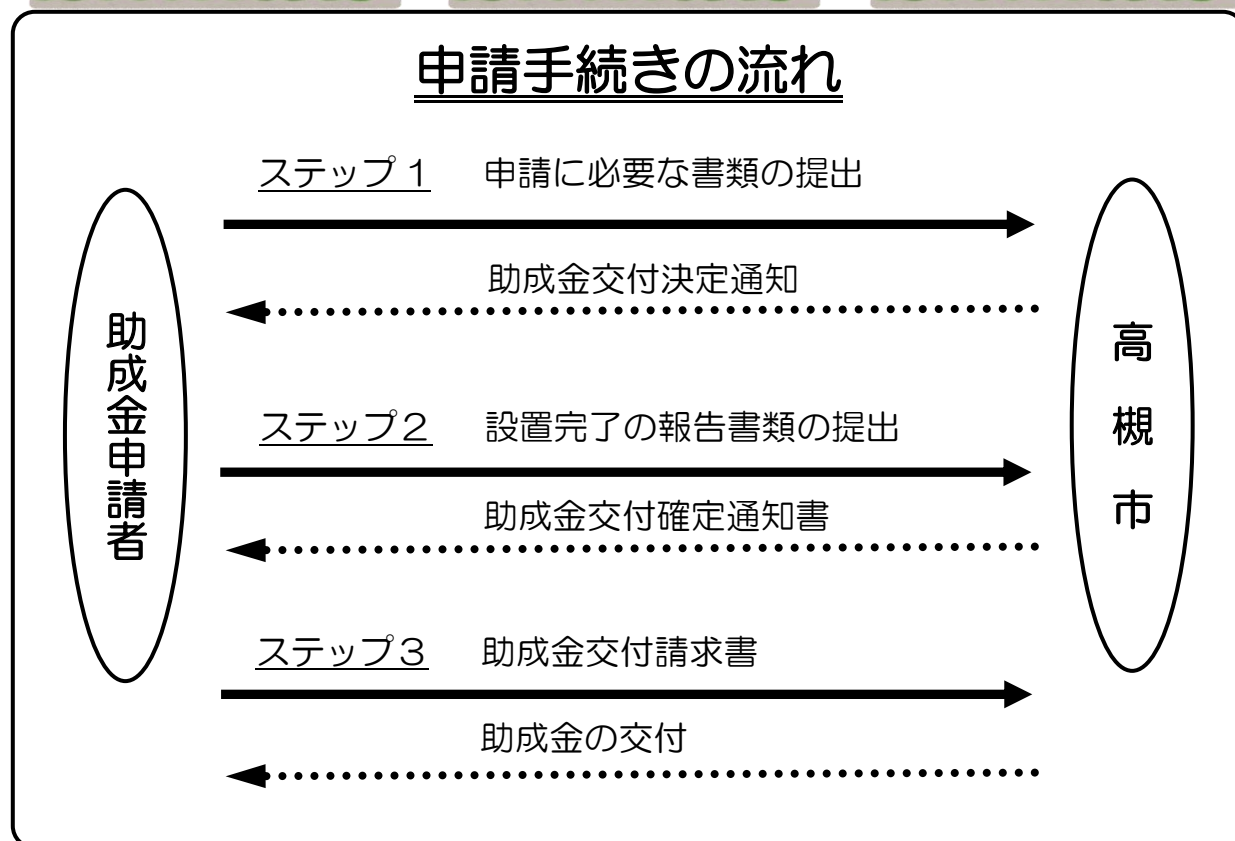 申請手続きの流れ
ステップ１ 申請に必要な書類の提出
助成金交付決定通知
助成金申請者
高槻市
ステップ２ 設置完了の報告書類の提出
助成金交付確定通知書
ステップ３ 助成金交付請求書
助成金の交付